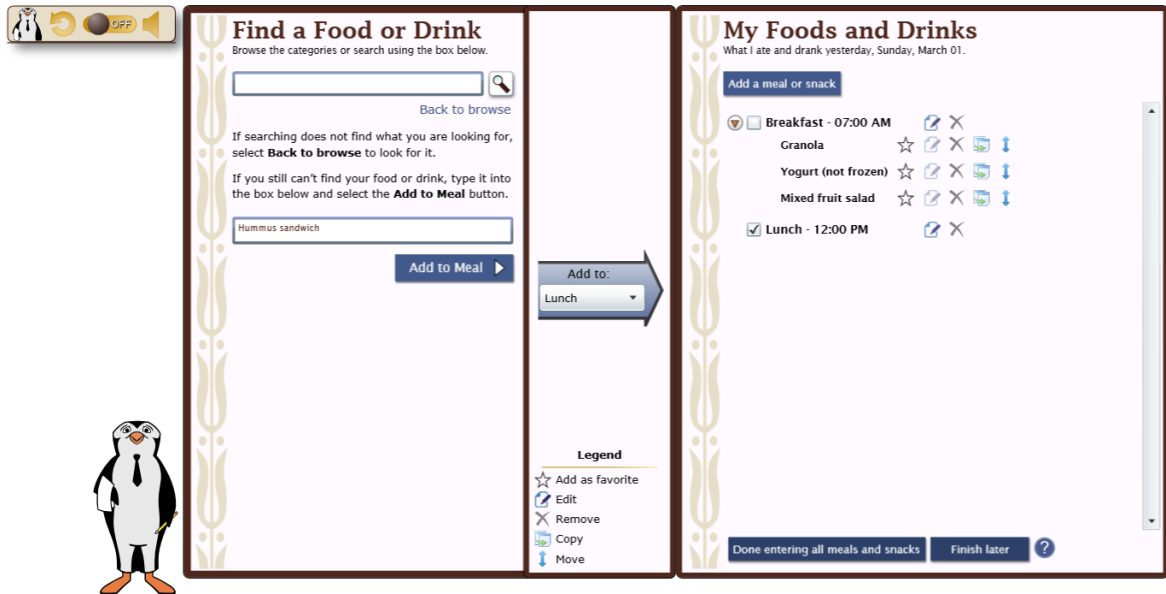 OFF
Find a Food or Drink
Browse the categories or search using the box below.
Back to browse
If searching does not find what you are looking for,
select Back to browse to look for it.
If you still can't find your food or drink, type it into
the box below and select the Add to Meal button.
Hummus sandwich
Add to Meal
Add to:
Lunch
Legend
Add as favorite
Edit
Remove
Copy
Move
My Foods and Drinks
What I ate and drank yesterday, Sunday, March 01.
Add a meal or snack
Breakfast - 07:00 AM
Granola
Yogurt (not frozen)
Mixed fruit salad
Lunch - 12:00 PM
Done entering all meals and snacks
Finish later
?